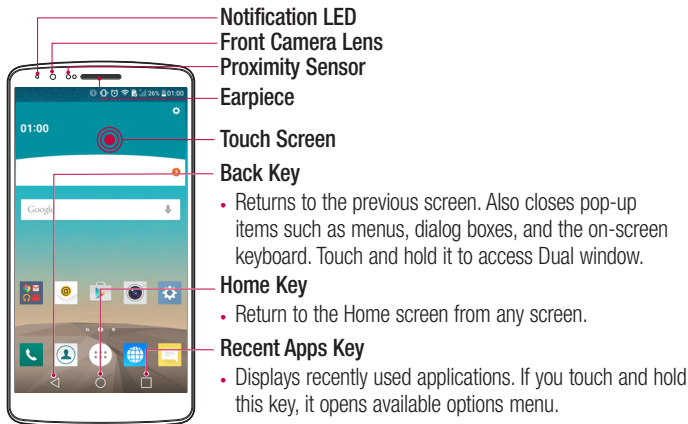 Notification LED
Front Camera Lens
Proximity Sensor
Earpiece
26% 01:00
01:00
Touch Screen
Back Key
• Returns to the previous screen. Also closes pop-up
items such as menus, dialog boxes, and the on-screen
keyboard. Touch and hold it to access Dual window.
Google
Home Key
• Return to the Home screen from any screen.
Recent Apps Key
• Displays recently used applications. If you touch and hold
this key, it opens available options menu.